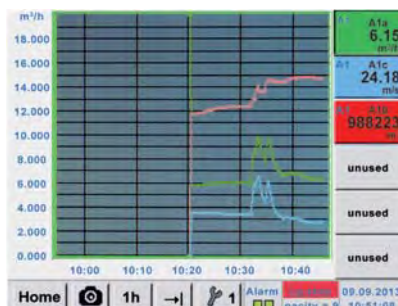 m³/h
18.000
16.000
14.000
12.000
10.000
8.000
6.000
4.000
2.000
0.000
10:00
10:10
10:20
10:30
10:40
A1 A1a
6.15
m³/h
A1 A1c
24.18
m/s
A1 A1b
988223
m³
unused
unused
unused
Home
1h
1
Alarm
09.09.2013